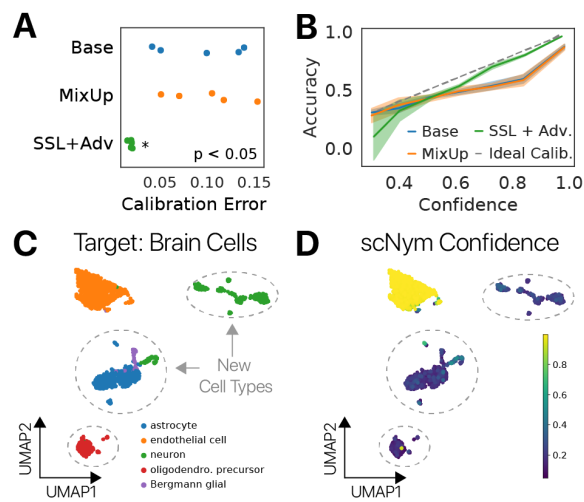 A
Base
MixUp
SSL+Adv
*
p < 0.05
0.05
0.10
0.15
Calibration Error
B
Accuracy
1.0
0.5
0.0
Base
MixUp
SSL + Adv.
Ideal Calib.
0.4
0.6
0.8
1.0
Confidence
C
Target: Brain Cells
New
Cell Types
astrocyte
endothelial cell
neuron
oligodendro. precursor
Bergmann glial
UMAP2
UMAP1
D
scNym Confidence
0.8
0.6
0.4
0.2
UMAP2
UMAP1